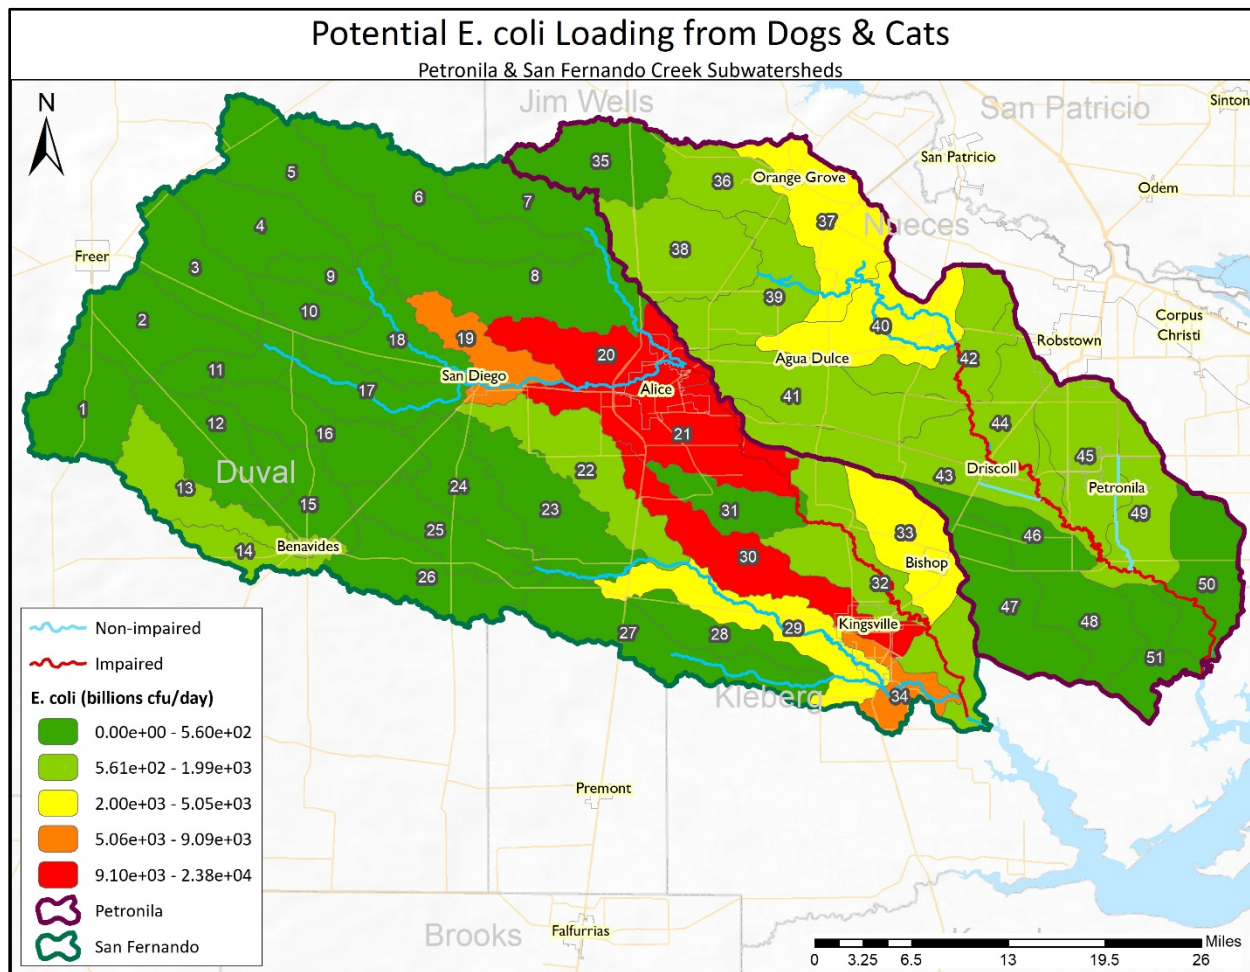 Potential E. coli Loading from Dogs & Cats
Petronila & San Fernando Creek Subwatersheds
N
Jim Wells
San Patricio
Sinton
San Patricio
Odem
Orange Grove
Nueces
Freer
Corpus
Christi
Robstown
Agua Dulce
San Diego
Alice
Duval
Driscoll
Petronila
Benavides
Bishop
Kingsville
Kleberg
Premont
Brooks
Falfurrias
1
2
3
4
5
6
7
8
9
10
11
12
13
14
15
16
17
18
19
20
21
22
23
24
25
26
27
28
29
30
31
32
33
34
35
36
37
38
39
40
41
42
43
44
45
46
47
48
49
50
51
Non-impaired
Impaired
E. coli (billions cfu/day)
0.00e+00 - 5.60e+02
5.61e+02 - 1.99e+03
2.00e+03 - 5.05e+03
5.06e+03 - 9.09e+03
9.10e+03 - 2.38e+04
Petronila
San Fernando
Miles
0 3.25 6.5 13 19.5 26